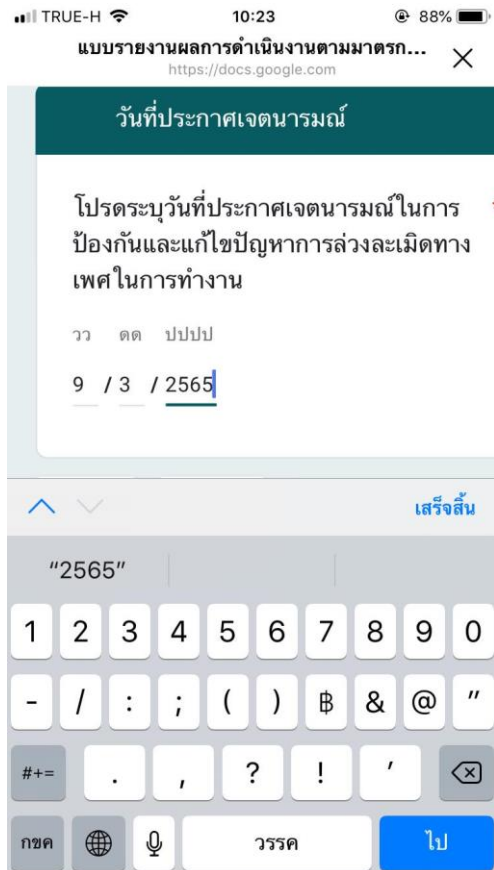 TRUE-H 10:23 88%
แบบรายงานผลการดำเนินงานตามมาตรก...
https://docs.google.com
วันที่ประกาศเจตนารมณ์
โปรดระบุวันที่ประกาศเจตนารมณ์ในการ
ป้องกันและแก้ไขปัญหาการล่วงละเมิดทาง
เพศในการทำงาน
วว ดด ปปปป
9 / 3 / 2565
เสร็จสิ้น
"2565"
1 2 3 4 5 6 7 8 9 0
- / : ; ( ) ฿ & @ "
#+= . , ? ! '
กขค วรรค ไป